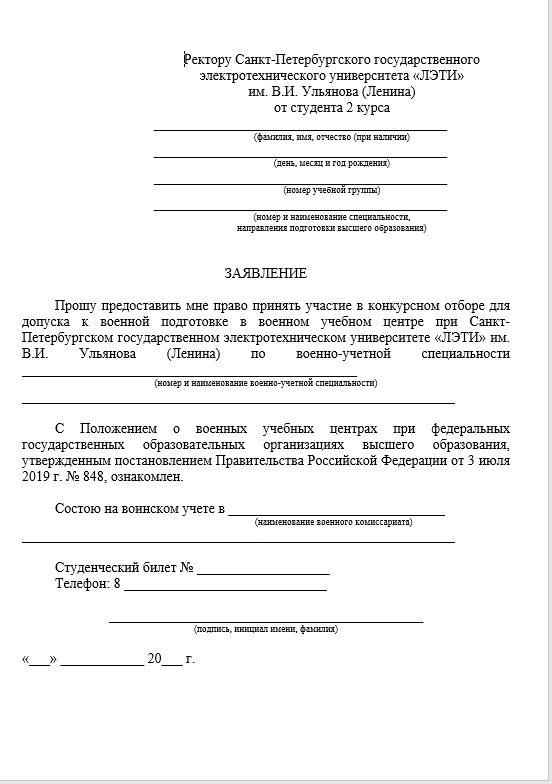 Ректору Санкт-Петербургского государственного
электротехнического университета «ЛЭТИ»
им. В.И. Ульянова (Ленина)
от студента 2 курса
(фамилия, имя, отчество (при наличии)
(день, месяц и год рождения)
(номер учебной группы)
(номер и наименование специальности,
направления подготовки высшего образования)
ЗАЯВЛЕНИЕ
Прошу предоставить мне право принять участие в конкурсном отборе для
допуска к военной подготовке в военном учебном центре при Санкт-
Петербургском государственном электротехническом университете «ЛЭТИ» им.
В.И. Ульянова (Ленина) по военно-учетной специальности
(номер и наименование военно-учетной специальности)
С Положением о военных учебных центрах при федеральных
государственных образовательных организациях высшего образования,
утвержденным постановлением Правительства Российской Федерации от 3 июля
2019 г. № 848, ознакомлен.
Состою на воинском учете в _______________________________
(наименование военного комиссариата)
Студенческий билет № ___________________
Телефон: 8 _____________________________
(подпись, инициал имени, фамилия)
«___» ____________ 20___ г.